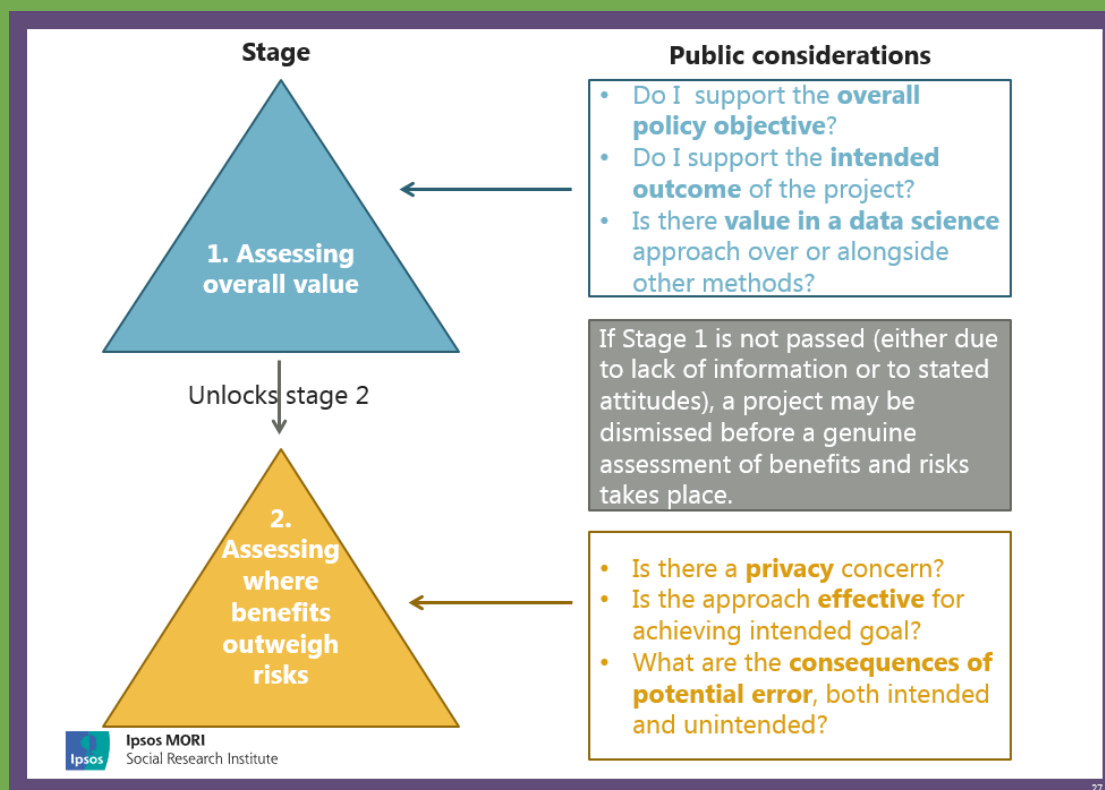 Stage
1. Assessing
overall value
Unlocks stage 2
2.
Assessing
where
benefits
outweigh
risks
Public considerations
• Do I  support the overall
policy objective?
• Do I support the intended
outcome of the project?
• Is there value in a data science
approach over or alongside
other methods?
If Stage 1 is not passed (either due
to lack of information or to stated
attitudes), a project may be
dismissed before a genuine
assessment of benefits and risks
takes place.
• Is there a privacy concern?
• Is the approach effective for
achieving intended goal?
• What are the consequences of
potential error, both intended
and unintended?
Ipsos
Ipsos MORI
Social Research Institute
27